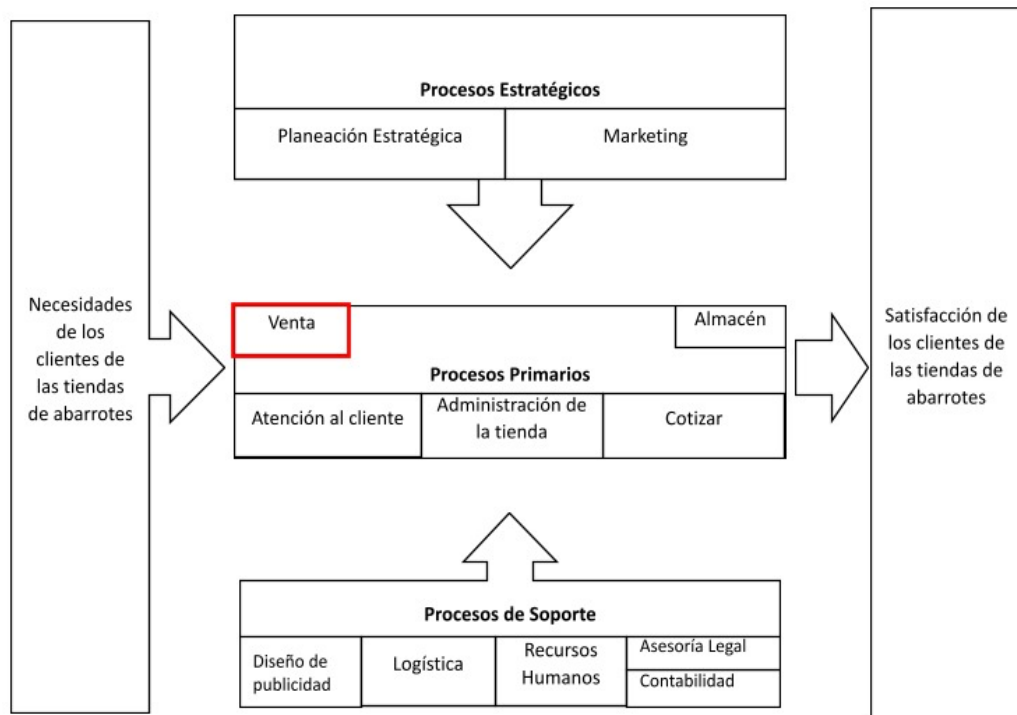 Procesos Estratégicos
Planeación Estratégica
Marketing
Necesidades
de los
clientes de
las tiendas
de abarrotes
Venta
Almacén
Procesos Primarios
Atención al cliente
Administración de
la tienda
Cotizar
Satisfacción de
los clientes de
las tiendas de
abarrotes
Procesos de Soporte
Diseño de
publicidad
Logística
Recursos
Humanos
Asesoría Legal
Contabilidad